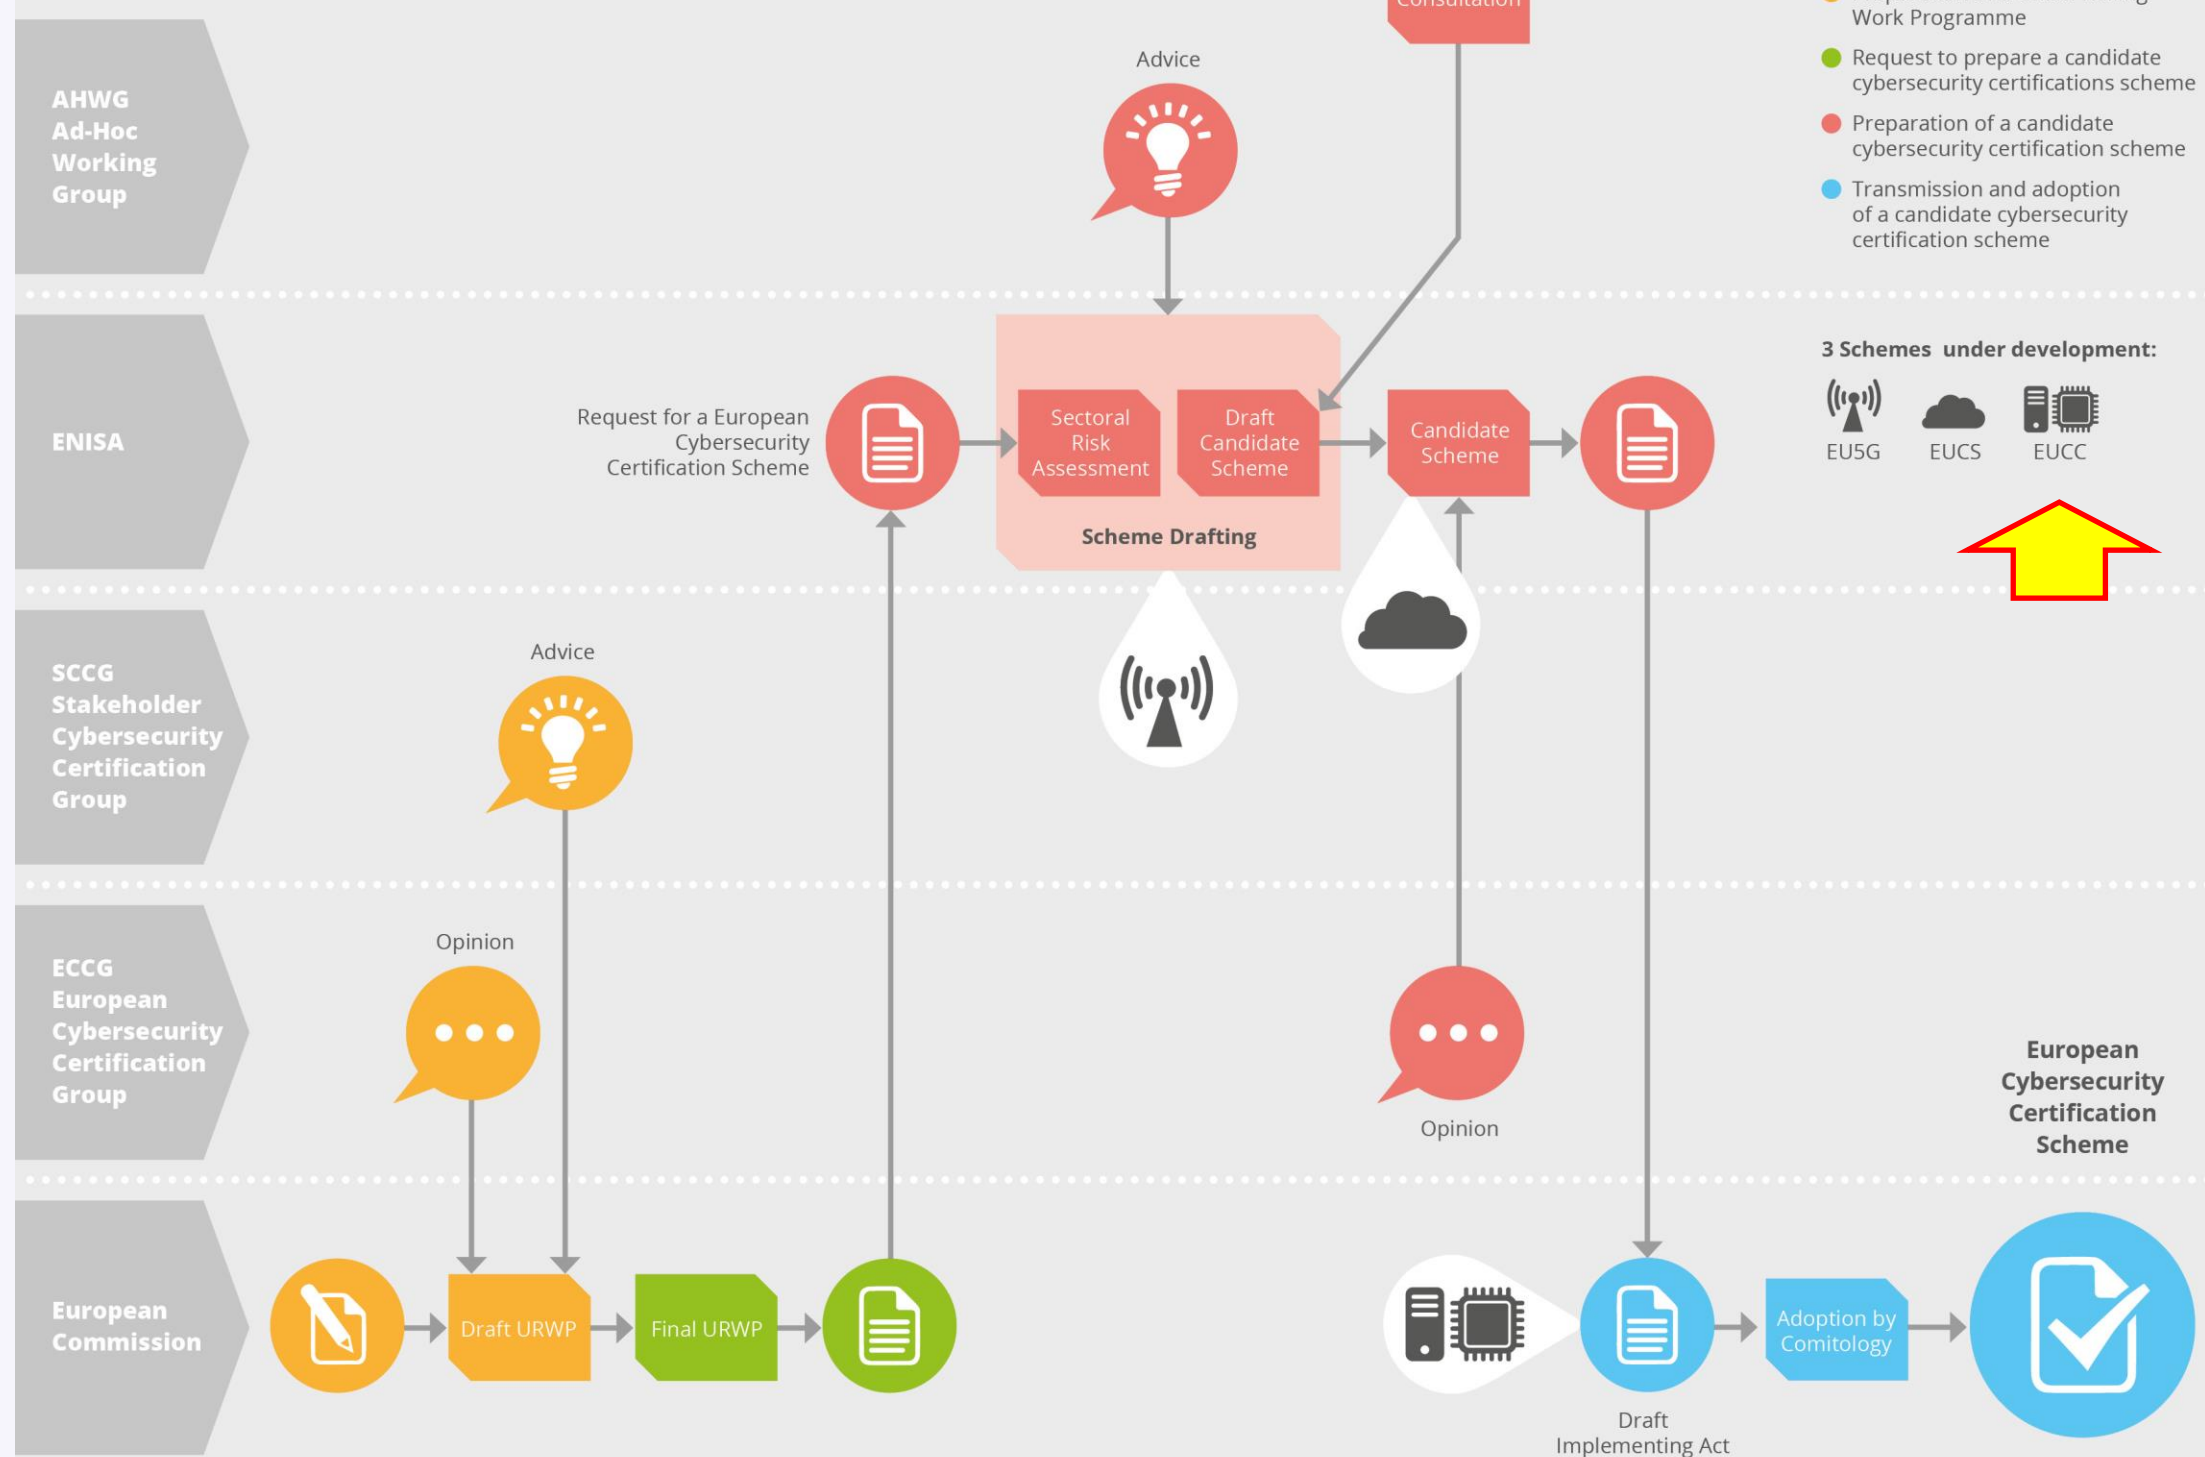 Consultation
Work Programme
Request to prepare a candidate
cybersecurity certifications scheme
Preparation of a candidate
cybersecurity certification scheme
Transmission and adoption
of a candidate cybersecurity
certification scheme
AHWG
Ad-Hoc
Working
Group
Advice
ENISA
Request for a European
Cybersecurity
Certification Scheme
Sectoral
Risk
Assessment
Draft
Candidate
Scheme
Scheme Drafting
Candidate
Scheme
3 Schemes under development:
EU5G
EUCS
EUCC
SCCG
Stakeholder
Cybersecurity
Certification
Group
Advice
ECCG
European
Cybersecurity
Certification
Group
Opinion
Opinion
European
Cybersecurity
Certification
Scheme
European
Commission
Draft URWP
Final URWP
Draft
Implementing Act
Adoption by
Comitology